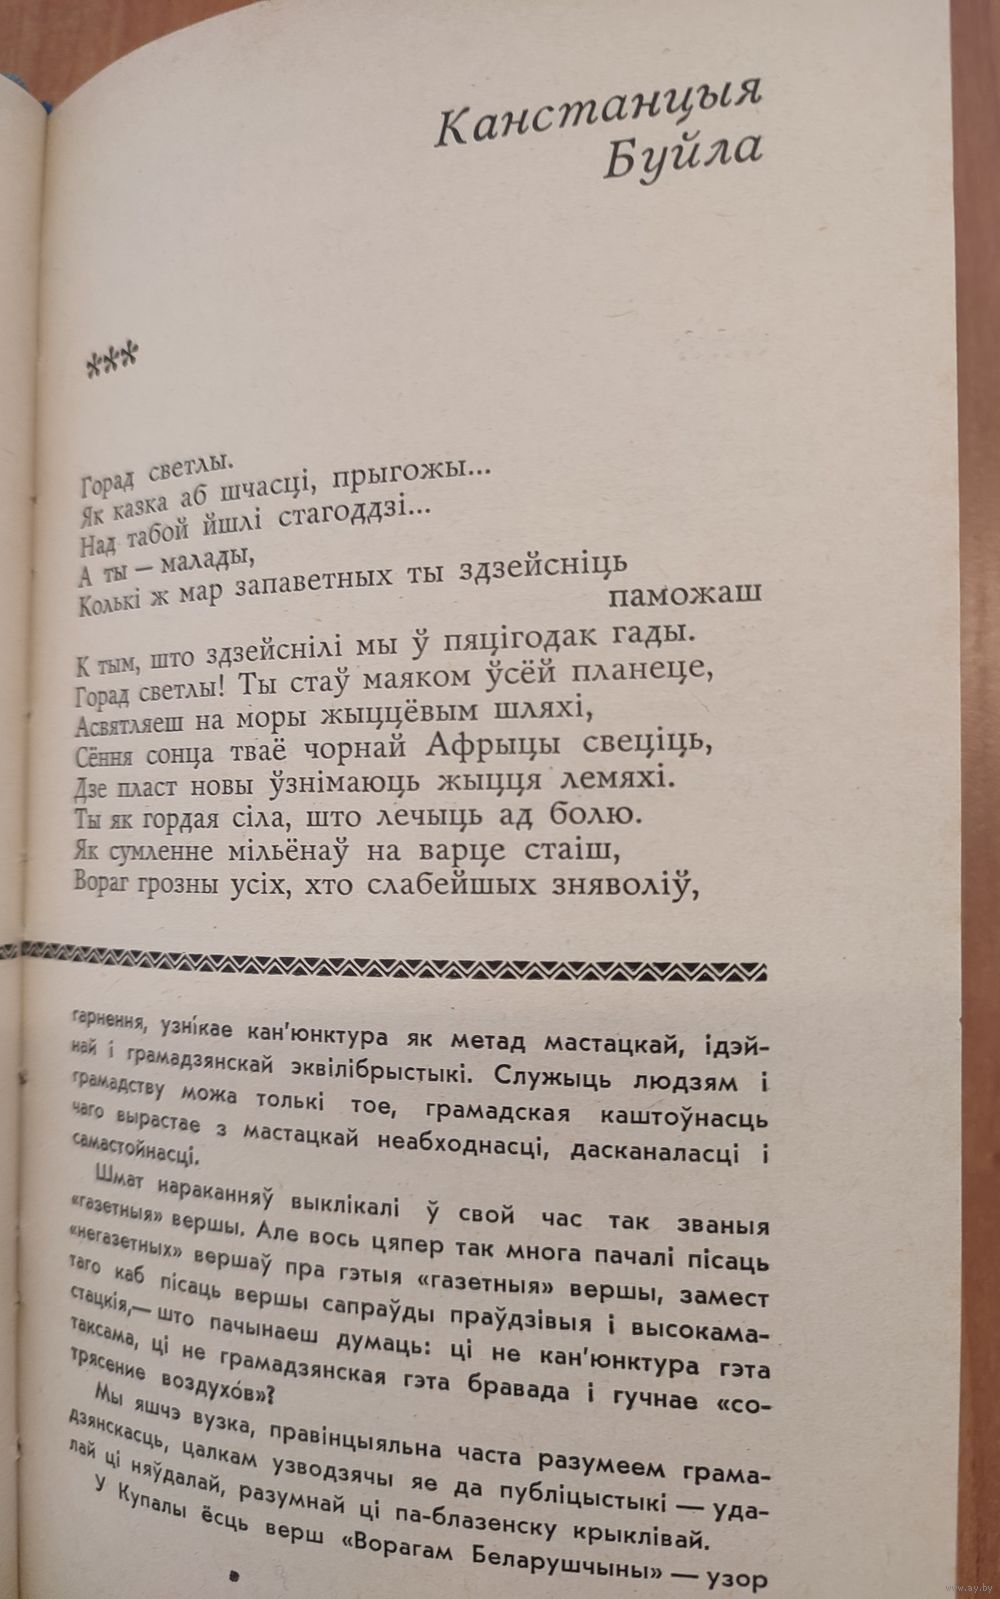 Канстанцыя
Буйла
***
Горад светлы.
Як казка аб шчасці, прыгожы...
Над табой йшлі стагоддзі...
А ты — малады,
Колькі ж мар запаветных ты здзейсніць
паможаш
К тым, што здзейснілі мы ў пяцігодак гады.
Горад светлы! Ты стаў маяком ўсёй планеце,
Асвятляеш на моры жыццёвым шляхі,
Сёння сонца тваё чорнай Афрыцы свеціць,
Дзе пласт новы ўзнімаюць жыцця лемяхі.
Ты як гордая сіла, што лечыць ад болю.
Як сумленне мільёнаў на варце стаіш,
Вораг грозны усіх, хто слабейшых зняволіў,
гарнення, узнікае кан'юнктура як метад мастацкай, ідэй-
най і грамадзянскай эквілібрыстыкі. Служыць людзям і
грамадству можа толькі тое, грамадская каштоўнасць
чаго вырастае з мастацкай неабходнасці, дасканаласці і
самастойнасці.
Шмат нараканняў выклікалі ў свой час так званыя
«газетныя» вершы. Але вось цяпер так многа пачалі пісаць
«негазетных» вершаў пра гэтыя «газетныя» вершы, замест
таго каб пісаць вершы сапраўды праўдзівыя і высокама-
стацкія,— што пачынаеш думаць: ці не кан'юнктура гэта
таксама, ці не грамадзянская гэта бравада і гучнае «со-
трясение воздухо́в»?
Мы яшчэ вузка, правінцыяльна часта разумеем грама-
дзянскасць, цалкам узводзячы яе да публіцыстыкі — уда-
лай ці няўдалай, разумнай ці па-блазенску крыклівай.
У Купалы ёсць верш «Ворагам Беларушчыны» — узор
www.ay.by